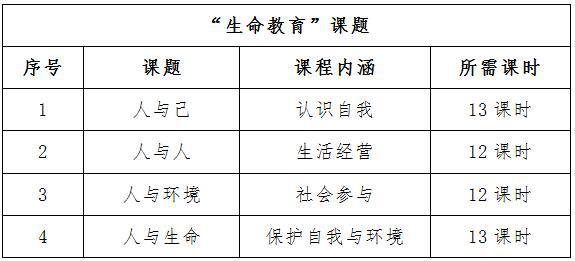 “生命教育”课题
序号 课题 课程内涵 所需课时
1 人与己 认识自我 13 课时
2 人与人 生活经营 12 课时
3 人与环境 社会参与 12 课时
4 人与生命 保护自我与环境 13 课时